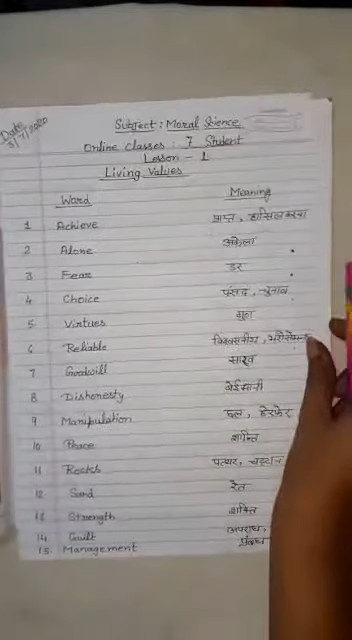 Date
3/7/2020
Subject : Moral Science
Online Classes : 7 Student
Lesson - 1
Living Values
Word Meaning
1 Achieve प्राप्त, हासिल करना
2 Alone अकेला
3 Fear डर
4 Choice पसंद, चुनाव
5 Virtues गुण
6 Reliable विश्वसनीय, भरोसेमन्द
7 Goodwill साख
8 Dishonesty बेईमानी
9 Manipulation छल, हेरफेर
10 Peace शान्ति
11 Rocks पत्थर, चट्टान
12 Sand रेत
13 Strength शक्ति
14 Guilt अपराध,
15. Management प्रबंध